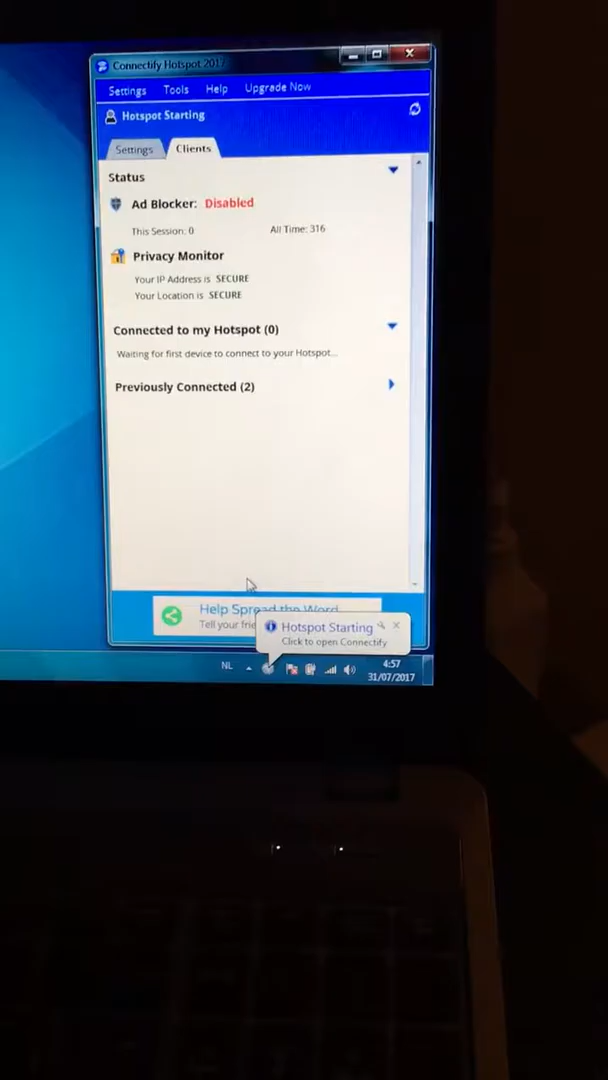 Connectify Hotspot 2017
Settings Tools Help Upgrade Now
Hotspot Starting
Settings Clients
Status
Ad Blocker: Disabled
This Session: 0 All Time: 316
Privacy Monitor
Your IP Address is SECURE
Your Location is SECURE
Connected to my Hotspot (0)
Waiting for first device to connect to your Hotspot...
Previously Connected (2)
Help Spread the Word
Tell your frie
Hotspot Starting
Click to open Connectify
NL
4:57
31/07/2017